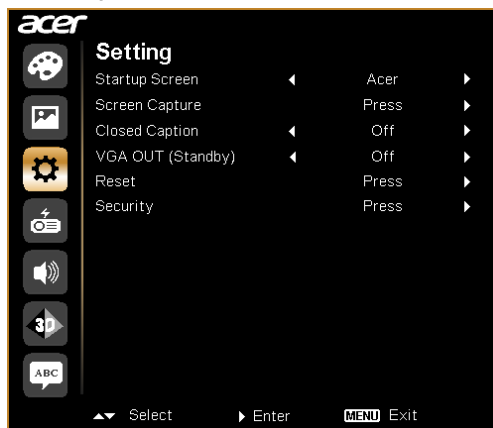 acer
Setting
Startup Screen Acer
Screen Capture Press
Closed Caption Off
VGA OUT (Standby) Off
Reset Press
Security Press
3D
ABC
Select Enter MENU Exit